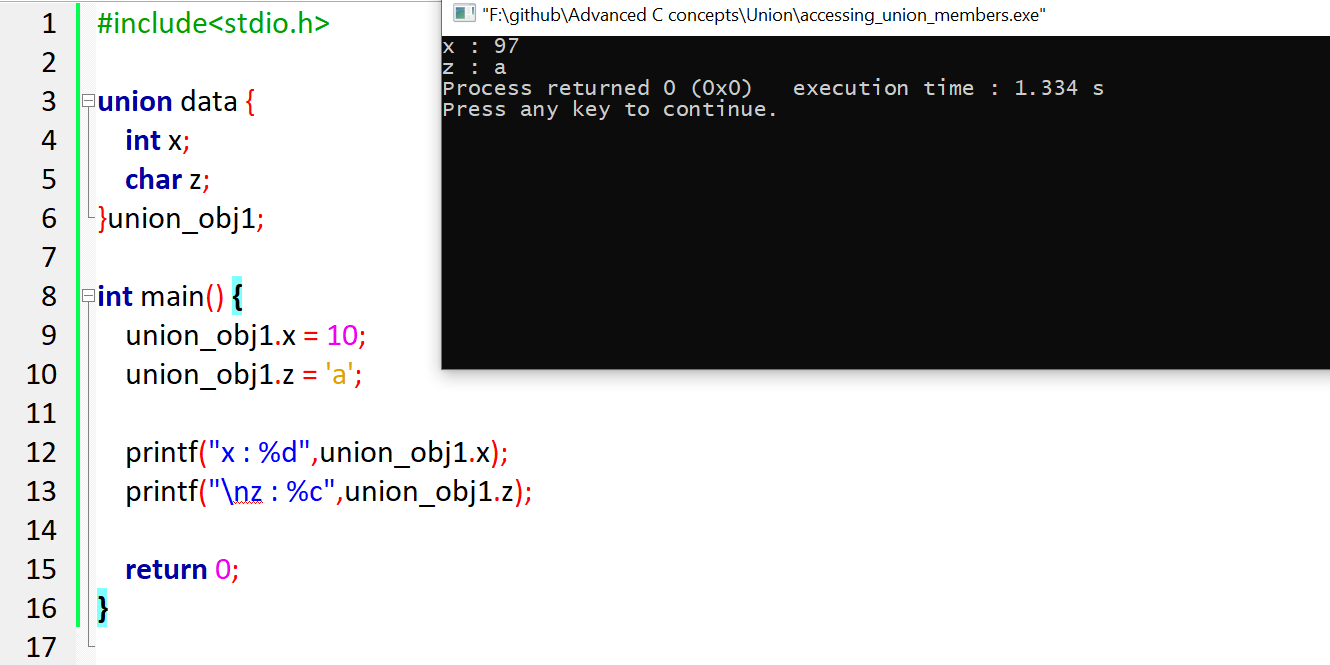 1 #include<stdio.h>
2
3 union data {
4 int x;
5 char z;
6 }union_obj1;
7
8 int main() {
9 union_obj1.x = 10;
10 union_obj1.z = 'a';
11
12 printf("x : %d",union_obj1.x);
13 printf("\nz : %c",union_obj1.z);
14
15 return 0;
16 }
17
"F:\github\Advanced C concepts\Union\accessing_union_members.exe"
x : 97
z : a
Process returned 0 (0x0)   execution time : 1.334 s
Press any key to continue.